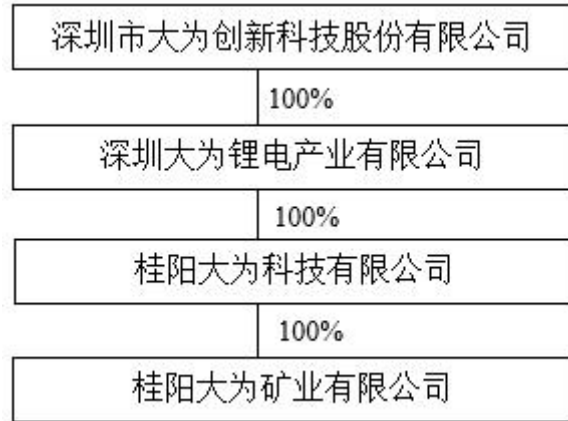 深圳市大为创新科技股份有限公司
100%
深圳大为锂电产业有限公司
100%
桂阳大为科技有限公司
100%
桂阳大为矿业有限公司